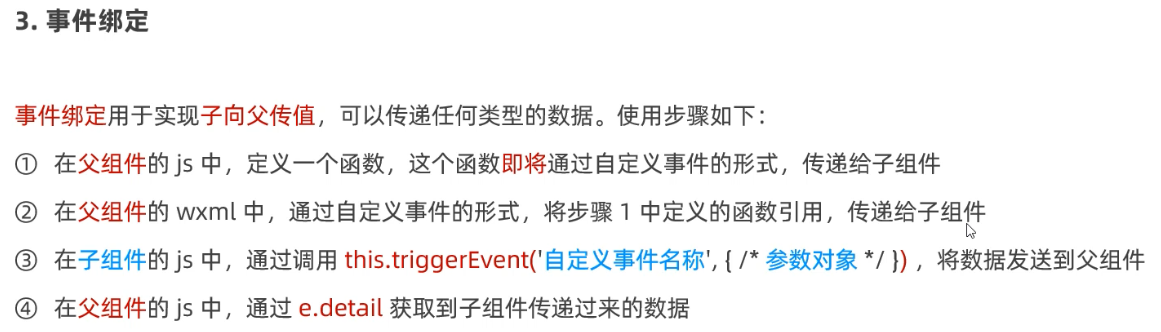 3. 事件绑定
事件绑定用于实现子向父传值，可以传递任何类型的数据。使用步骤如下：
① 在父组件的 js 中，定义一个函数，这个函数即将通过自定义事件的形式，传递给子组件
② 在父组件的 wxml 中，通过自定义事件的形式，将步骤 1 中定义的函数引用，传递给子组件
③ 在子组件的 js 中，通过调用 this.triggerEvent('自定义事件名称', { /* 参数对象 */ }) ，将数据发送到父组件
④ 在父组件的 js 中，通过 e.detail 获取到子组件传递过来的数据